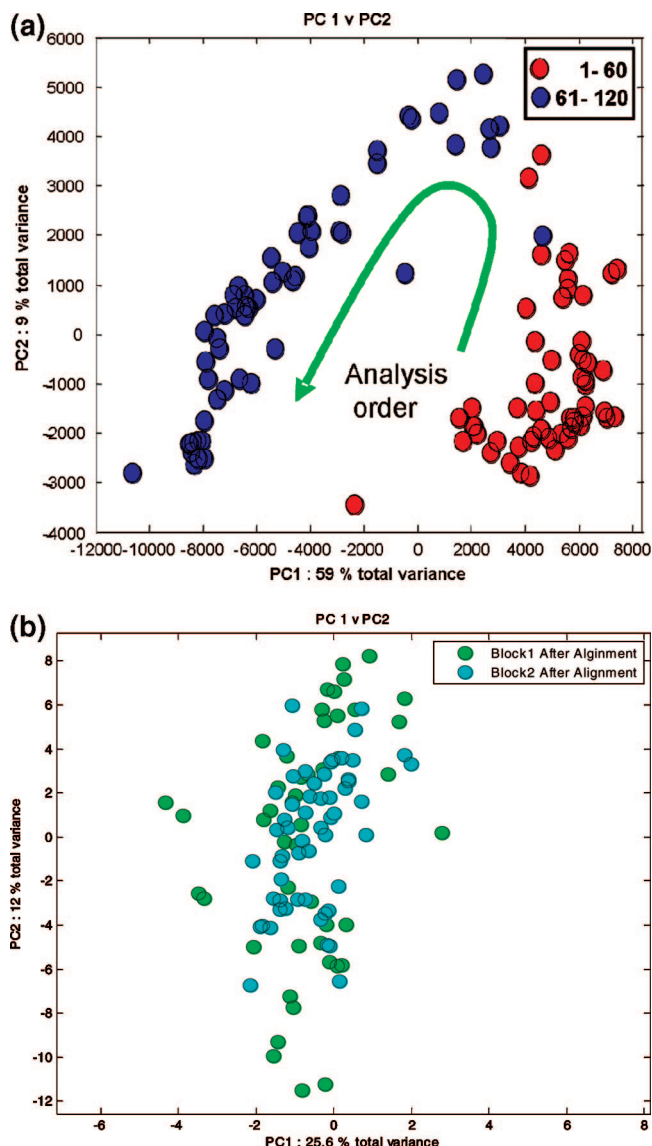 (a)
PC 1 v PC2
6000
5000
4000
3000
2000
1000
0
-1000
-2000
-3000
-4000
1- 60
61- 120
Analysis
order
-12000 -10000 -8000 -6000 -4000 -2000 0 2000 4000 6000 8000
PC1 : 59 % total variance
PC2 : 9 % total variance
(b)
PC 1 v PC2
8
6
4
2
0
-2
-4
-6
-8
-10
-12
Block1 After Alginment
Block2 After Alignment
-6 -4 -2 0 2 4 6
PC1 : 25.6 % total variance
PC2 : 12 % total variance